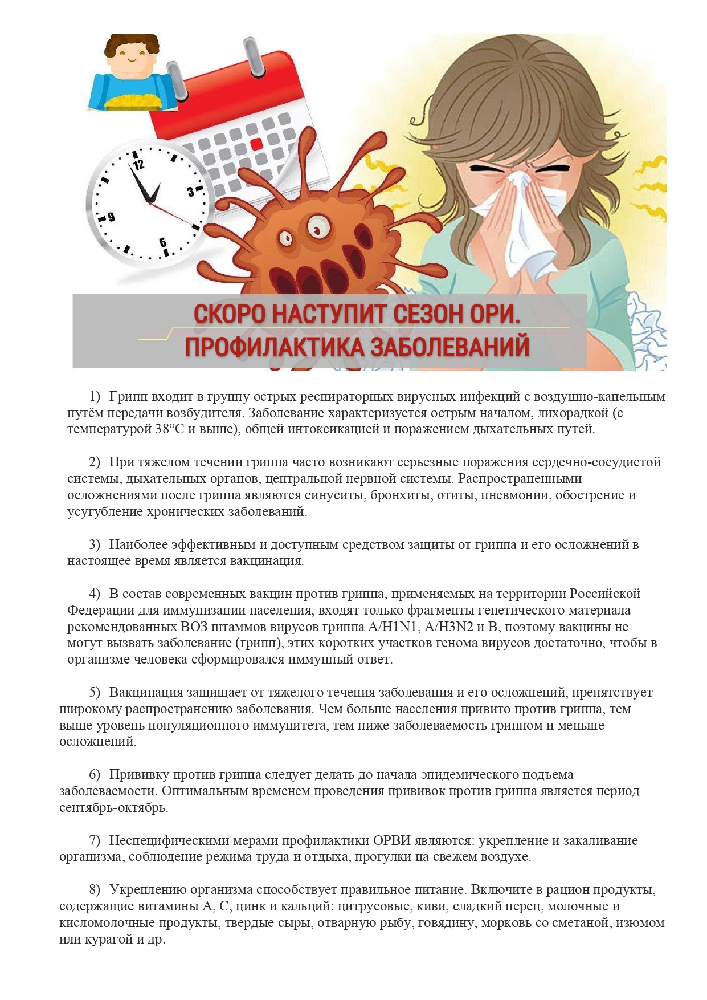 12
3
9
6
СКОРО НАСТУПИТ СЕЗОН ОРИ.
ПРОФИЛАКТИКА ЗАБОЛЕВАНИЙ
1) Грипп входит в группу острых респираторных вирусных инфекций с воздушно-капельным
путём передачи возбудителя. Заболевание характеризуется острым началом, лихорадкой (с
температурой 38°С и выше), общей интоксикацией и поражением дыхательных путей.
2) При тяжелом течении гриппа часто возникают серьезные поражения сердечно-сосудистой
системы, дыхательных органов, центральной нервной системы. Распространенными
осложнениями после гриппа являются синуситы, бронхиты, отиты, пневмонии, обострение и
усугубление хронических заболеваний.
3) Наиболее эффективным и доступным средством защиты от гриппа и его осложнений в
настоящее время является вакцинация.
4) В состав современных вакцин против гриппа, применяемых на территории Российской
Федерации для иммунизации населения, входят только фрагменты генетического материала
рекомендованных ВОЗ штаммов вирусов гриппа A/H1N1, A/H3N2 и В, поэтому вакцины не
могут вызвать заболевание (грипп), этих коротких участков генома вирусов достаточно, чтобы в
организме человека сформировался иммунный ответ.
5) Вакцинация защищает от тяжелого течения заболевания и его осложнений, препятствует
широкому распространению заболевания. Чем больше населения привито против гриппа, тем
выше уровень популяционного иммунитета, тем ниже заболеваемость гриппом и меньше
осложнений.
6) Прививку против гриппа следует делать до начала эпидемического подъема
заболеваемости. Оптимальным временем проведения прививок против гриппа является период
сентябрь-октябрь.
7) Неспецифическими мерами профилактики ОРВИ являются: укрепление и закаливание
организма, соблюдение режима труда и отдыха, прогулки на свежем воздухе.
8) Укреплению организма способствует правильное питание. Включите в рацион продукты,
содержащие витамины А, С, цинк и кальций: цитрусовые, киви, сладкий перец, молочные и
кисломолочные продукты, твердые сыры, отварную рыбу, говядину, морковь со сметаной, изюмом
или курагой и др.